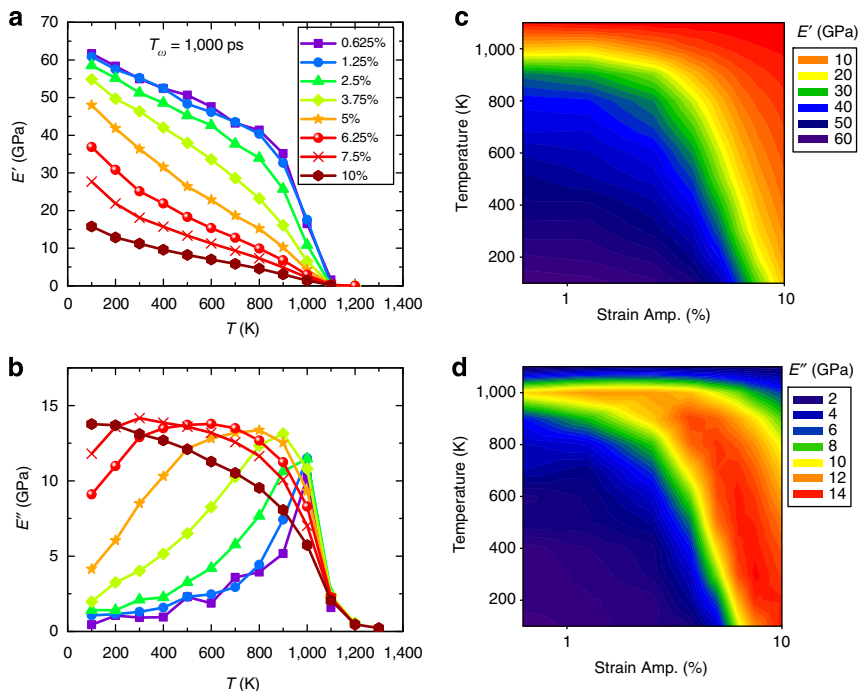 a
70
60
50
40
30
20
10
0
E′ (GPa)
Tω = 1,000 ps
0.625%
1.25%
2.5%
3.75%
5%
6.25%
7.5%
10%
0 200 400 600 800 1,000 1,200 1,400
T (K)
b
15
10
5
0
E″ (GPa)
0 200 400 600 800 1,000 1,200 1,400
T (K)
c
1,000
800
600
400
200
Temperature (K)
1 10
Strain Amp. (%)
E′ (GPa)
10
20
30
40
50
60
d
1,000
800
600
400
200
Temperature (K)
1 10
Strain Amp. (%)
E″ (GPa)
2
4
6
8
10
12
14